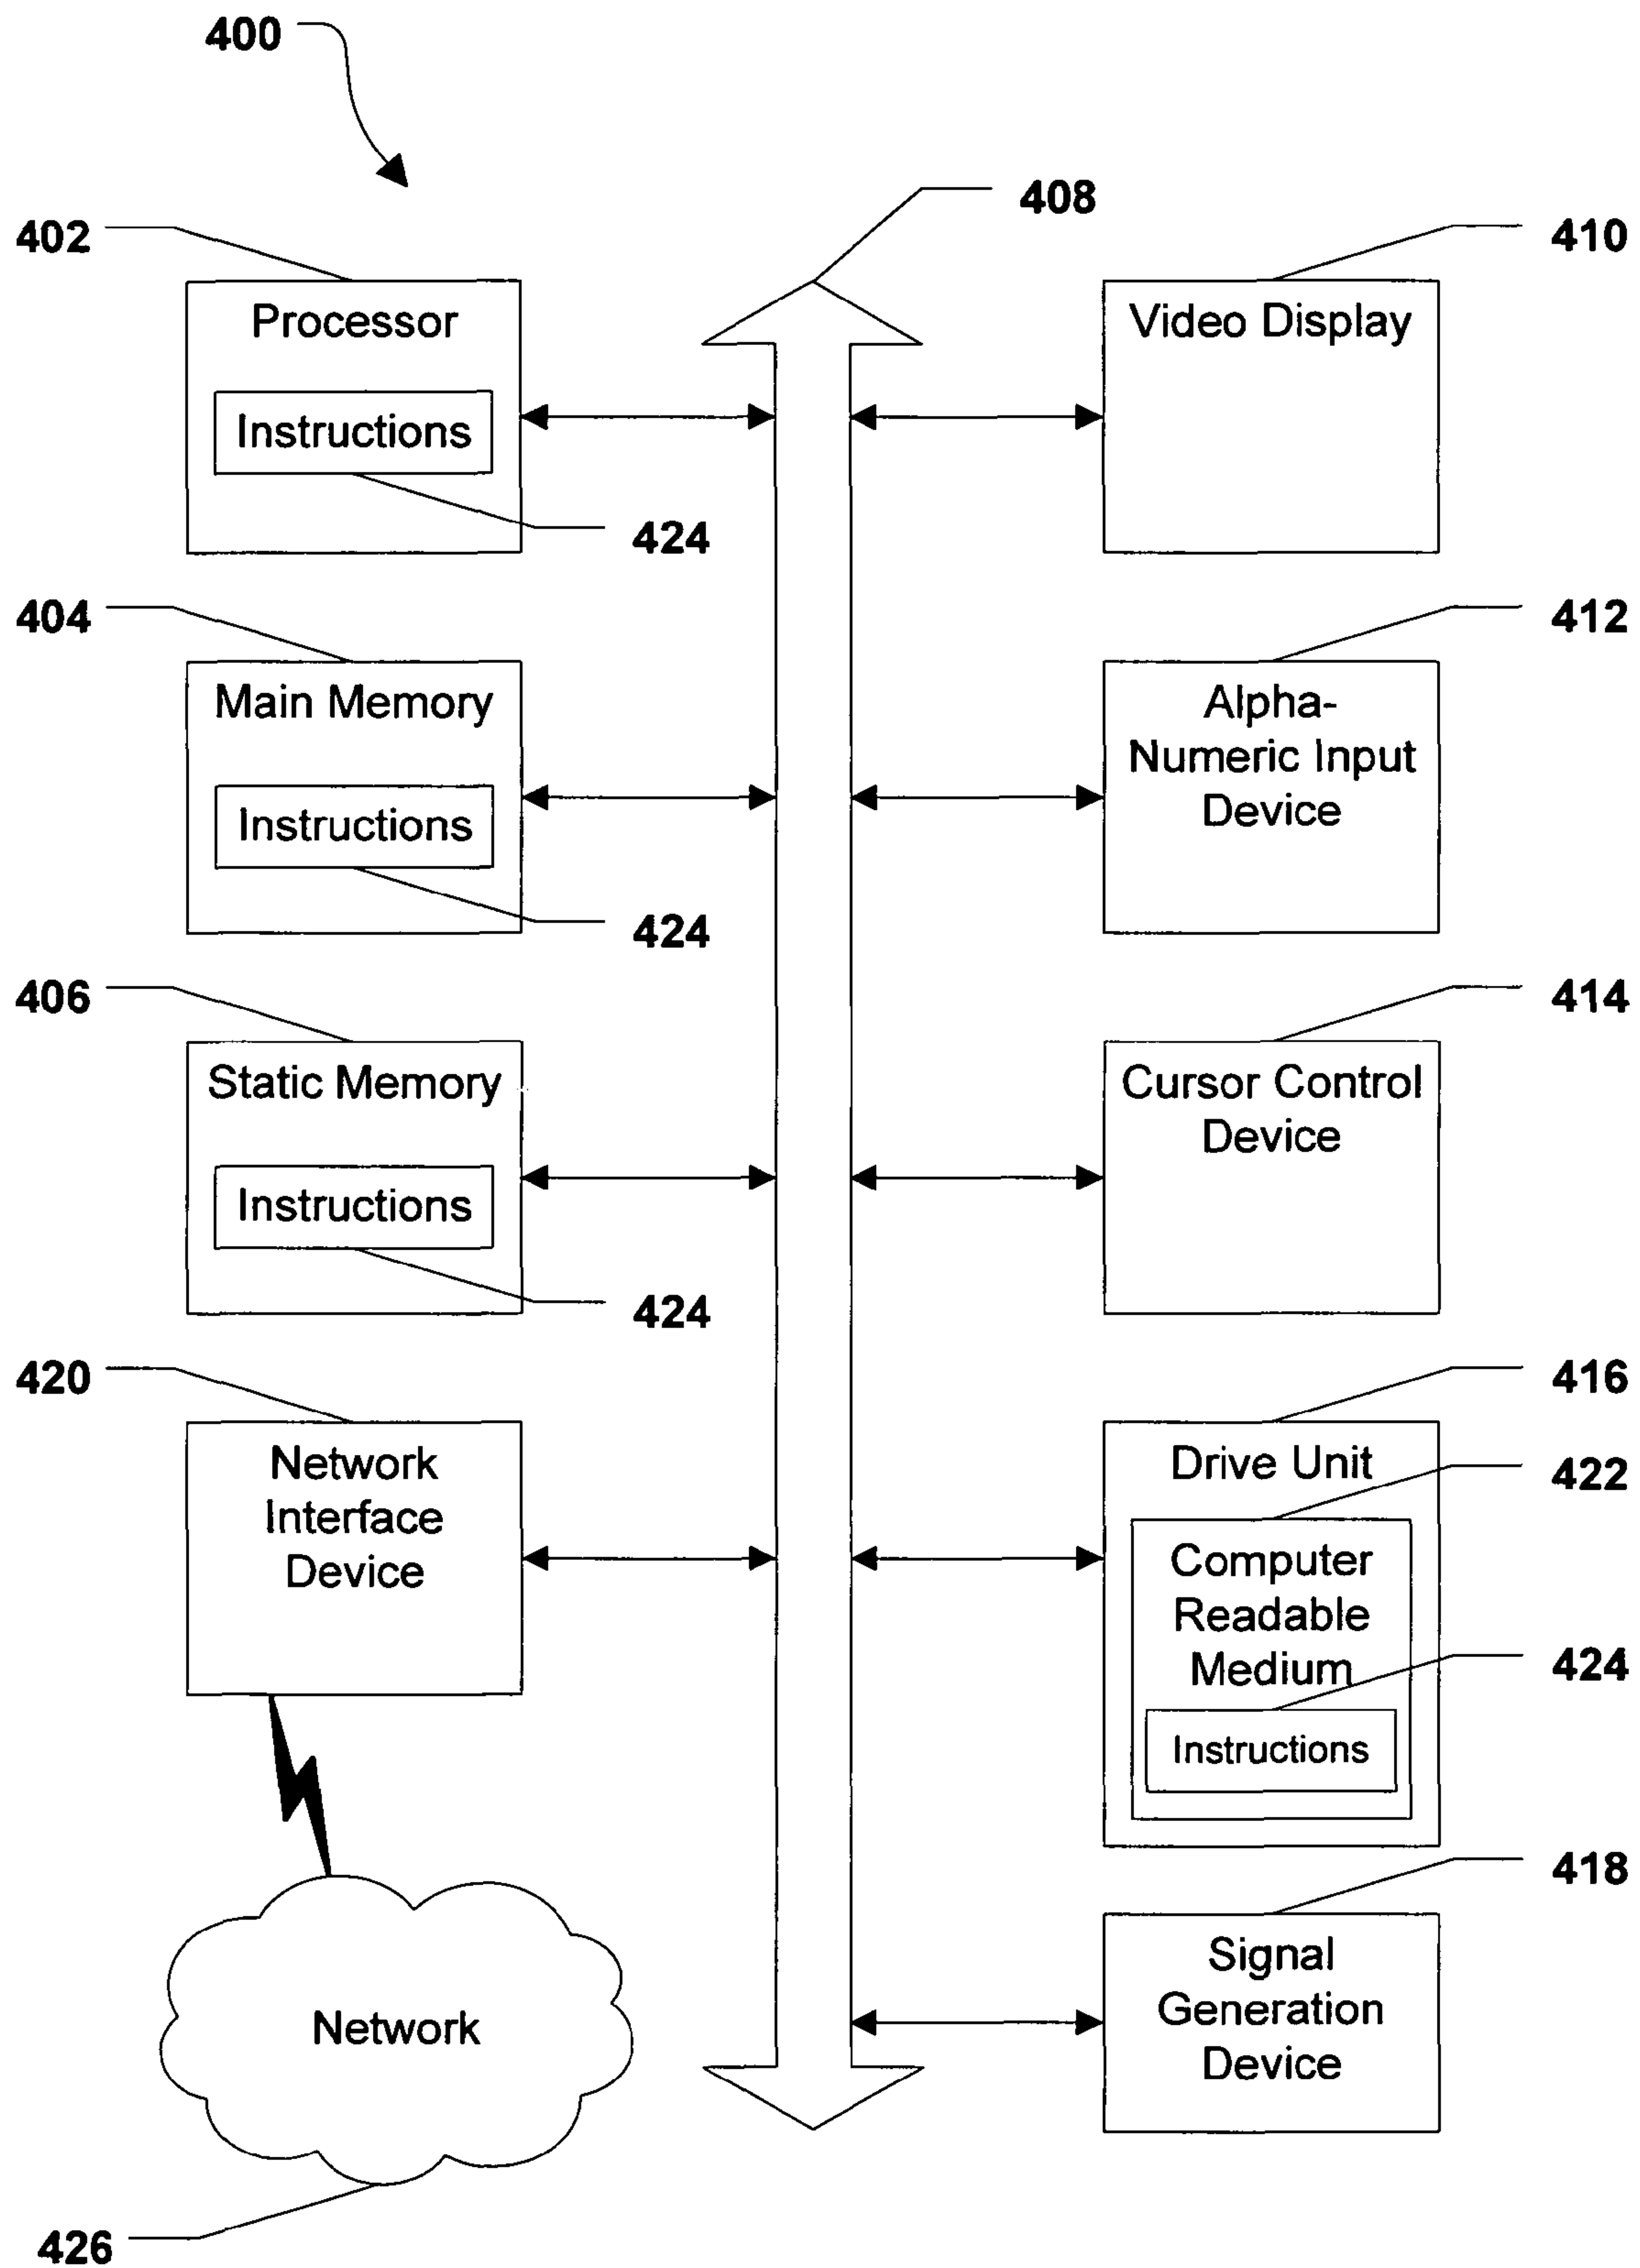 400
408
402
410
Processor
Video Display
Instructions
424
404
412
Main Memory
Alpha-
Numeric Input
Device
Instructions
424
406
414
Static Memory
Cursor Control
Device
Instructions
424
420
416
Network
Interface
Device
Drive Unit
422
Computer
Readable
Medium
424
Instructions
418
Signal
Generation
Device
Network
426